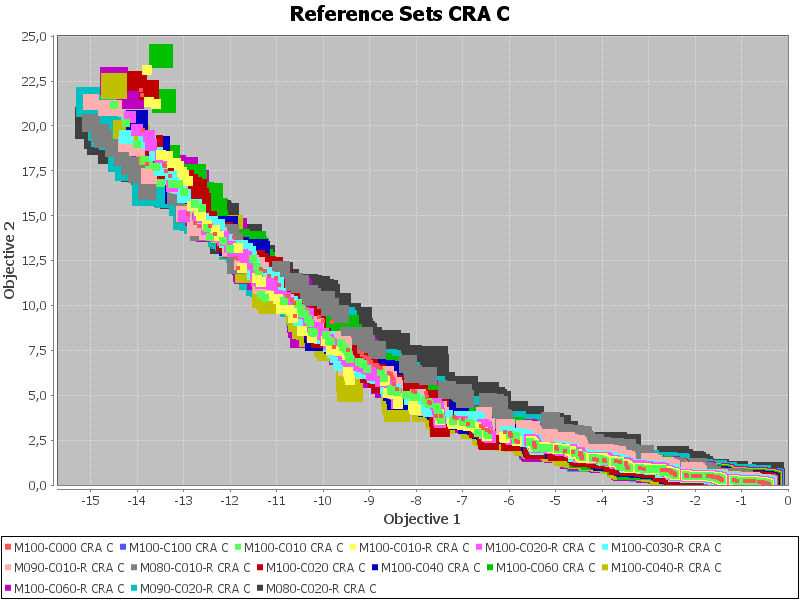 Reference Sets CRA C
25,0
22,5
20,0
17,5
15,0
12,5
10,0
7,5
5,0
2,5
0,0
Objective 2
-15 -14 -13 -12 -11 -10 -9 -8 -7 -6 -5 -4 -3 -2 -1 0
Objective 1
M100-C000 CRA C M100-C100 CRA C M100-C010 CRA C M100-C010-R CRA C M100-C020-R CRA C M100-C030-R CRA C
M090-C010-R CRA C M080-C010-R CRA C M100-C020 CRA C M100-C040 CRA C M100-C060 CRA C M100-C040-R CRA C
M100-C060-R CRA C M090-C020-R CRA C M080-C020-R CRA C